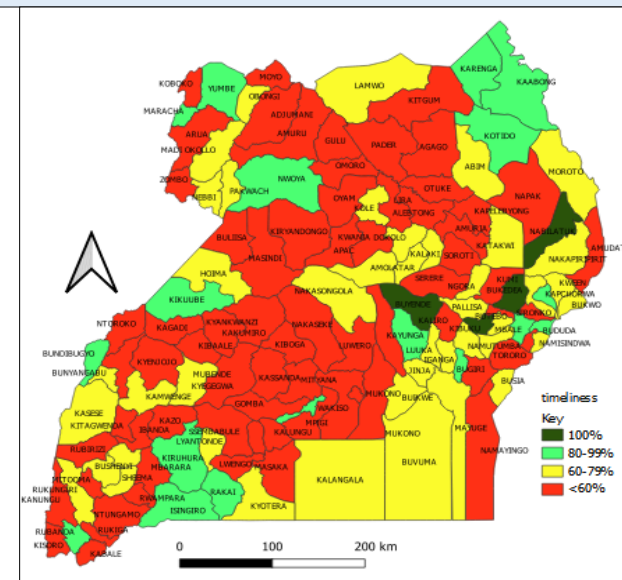 KARENGA
KAABONG
MOYO
KOBOKO
YUMBE
LAMWO
OBONGI
KITGUM
MARACHA
ADJUMANI
ARUA
AMURU
KOTIDO
GULU
PADER
AGAGO
MADI OKOLLO
OMORO
ABIM
MOROTO
ZOMBO
NWOYA
PAKWACH
NEBBI
OTUKE
NAPAK
OYAM
LIRA
KOLE
ALEBTONG
KAPELEBYONG
KIRYANDONGO
AMURIA
NABILATUK
BULIISA
KWANIA
DOKOLO
KATAKWI
AMUDAT
APAC
KALAKI
SOROTI
NAKAPIRIPIRIT
MASINDI
AMOLATAR
HOIMA
SERERE
KUMI
KWEEN
NGORA
BUKEDEA
NAKASONGOLA
KAPCHORWA
KIKUUBE
BUYENDE
PALLISA
BUKWO
NTOROKO
KYANKWANZI
NAKASEKE
KALIRO
KAGADI
KIBUKU
MBALE
BUDUDA
KAKUMIRO
KAYUNGA
NAMISINDWA
KIBAALE
KIBOGA
LUWERO
NAMUTUMBA
BUNDIBUGYO
LUUKA
TORORO
KYENJOJO
IGANGA
BUNYANGABU
MUBENDE
JINJA
BUGIRI
KASSANDA
MITYANA
KYEGEGWA
BUSIA
KAMWENGE
MUKONO
BUIKWE
KASESE
GOMBA
WAKISO
KAZO
MPIGI
KITAGWENDA
SSEMBABULE
MAYUGE
IBANDA
KALUNGU
MUKONO
LYANTONDE
RUBIRIZI
NAMAYINGO
KIRUHURA
BUSHENYI
LWENGO
MASAKA
MBARARA
BUVUMA
MITOOMA
SHEEMA
KALANGALA
RUKUNGIRI
RAKAI
KANUNGU
RWAMPARA
KYOTERA
ISINGIRO
NTUNGAMO
RUBANDA
RUKIGA
KISORO
KABALE
timeliness
Key
100%
80-99%
60-79%
<60%
0 100 200 km